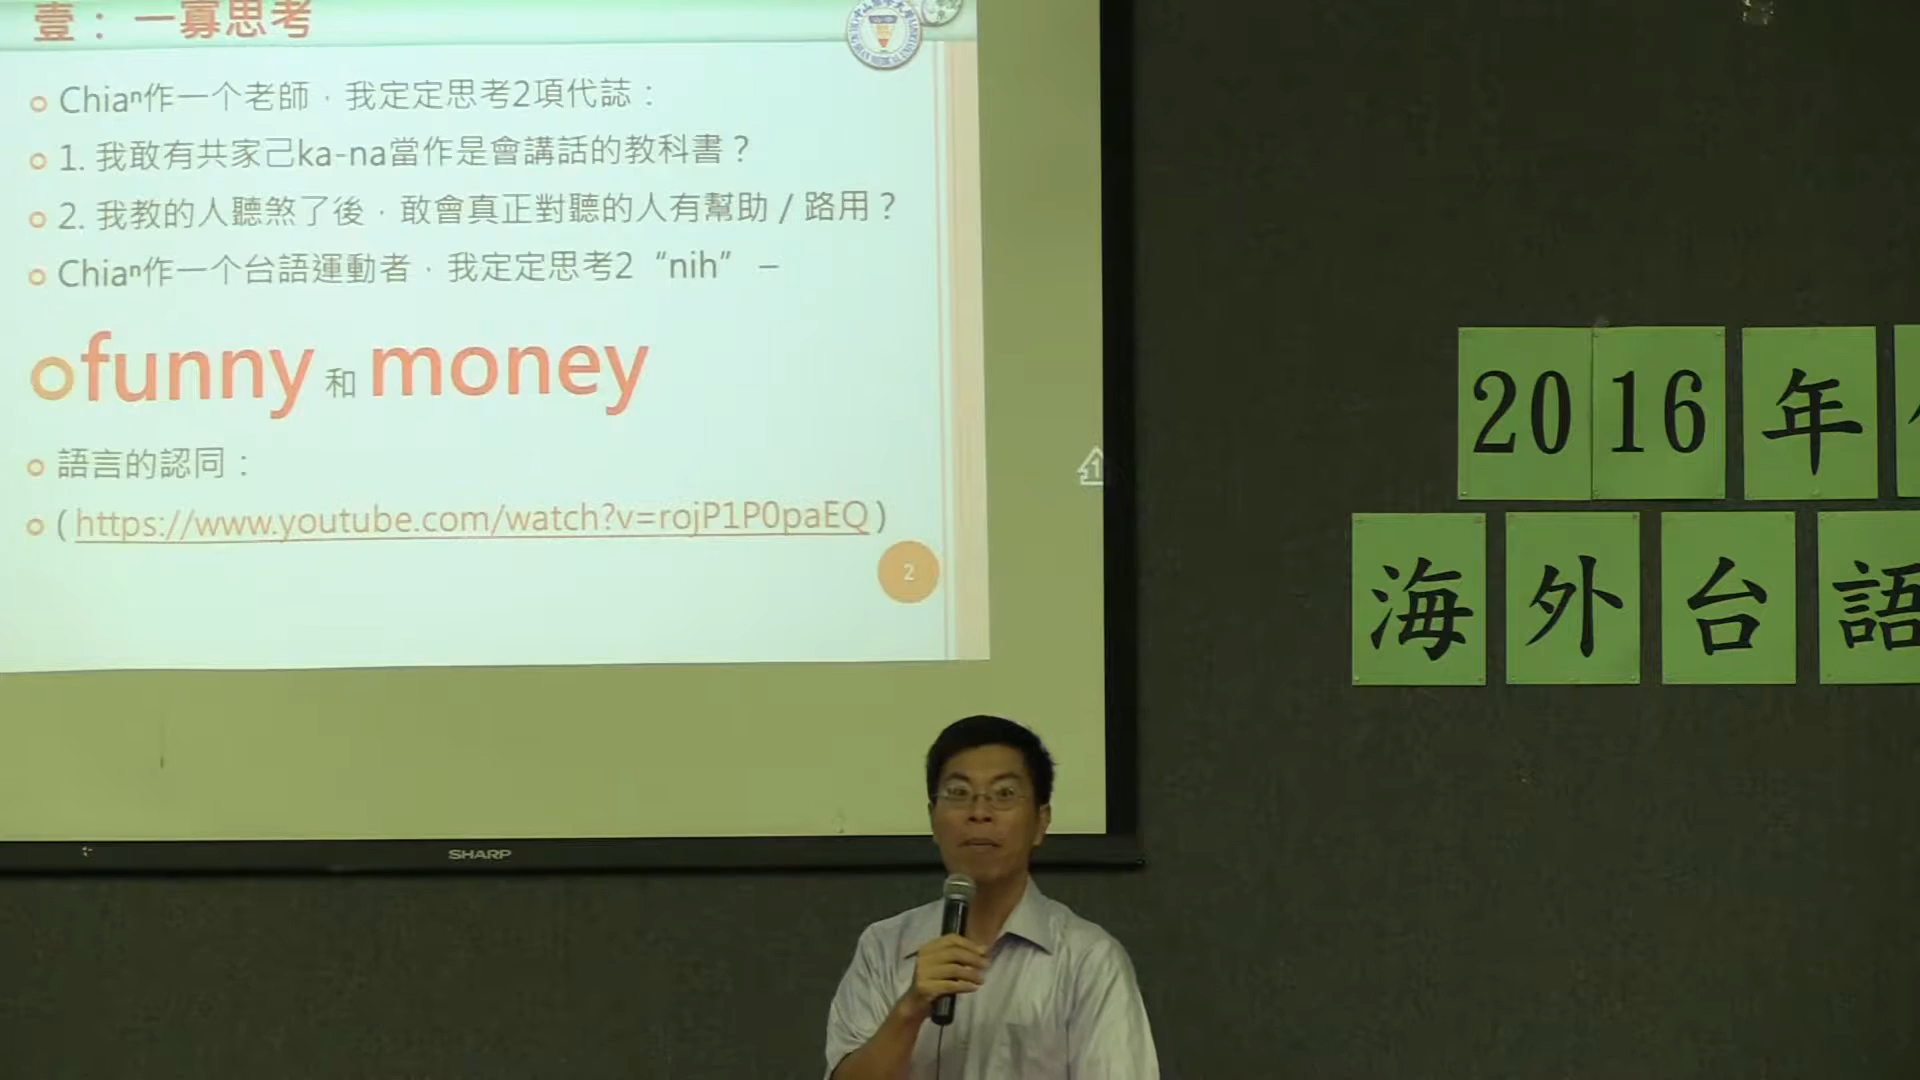 壹：一寡思考
Chiaⁿ作一个老師，我定定思考2項代誌：
1. 我敢有共家己ka-na當作是會講話的教科書？
2. 我教的人聽煞了後，敢會真正對聽的人有幫助／路用？
Chiaⁿ作一个台語運動者，我定定思考2“nih” –
funny 和 money
語言的認同：
(https://www.youtube.com/watch?v=rojP1P0paEQ)
2
SHARP
2016年
海外台語